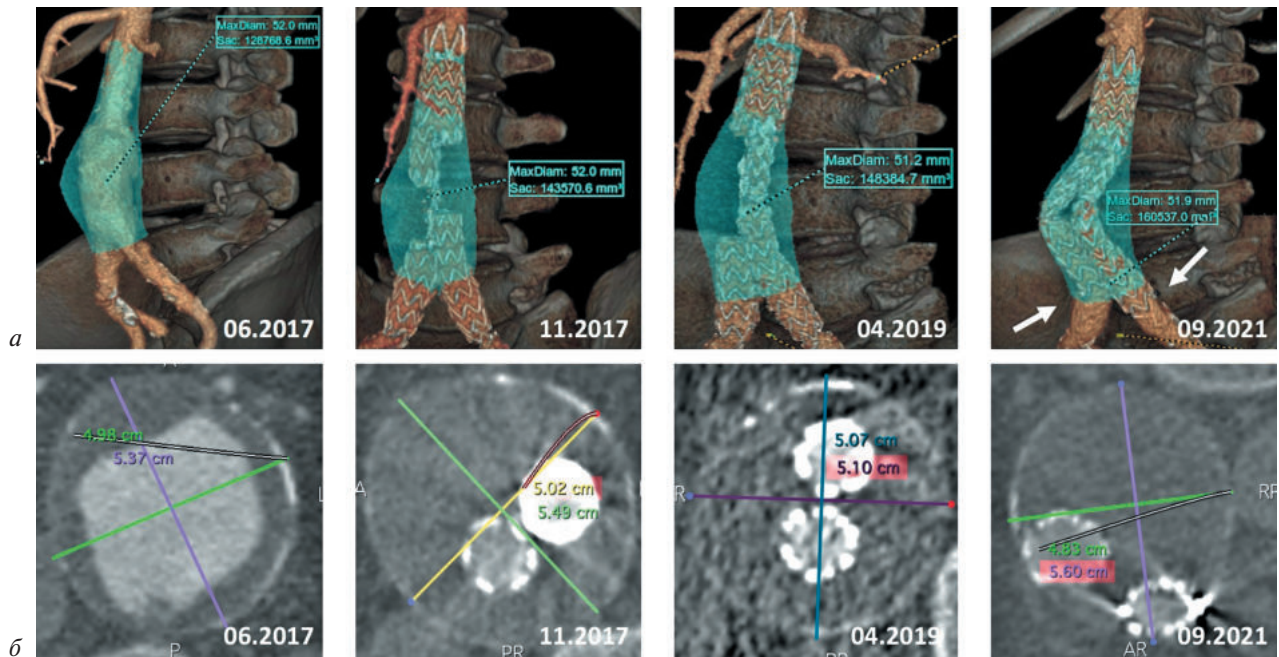 MaxDiam: 52.0 mm
Sac: 128768.6 mm³
06.2017
MaxDiam: 52.0 mm
Sac: 143570.6 mm³
11.2017
MaxDiam: 51.2 mm
Sac: 148384.7 mm³
04.2019
MaxDiam: 51.9 mm
Sac: 160537.0 mm³
09.2021
а
4.98 cm
5.37 cm
L
P
06.2017
A
5.02 cm
5.49 cm
PR
11.2017
R
5.07 cm
5.10 cm
04.2019
RP
4.83 cm
5.60 cm
AR
09.2021
б